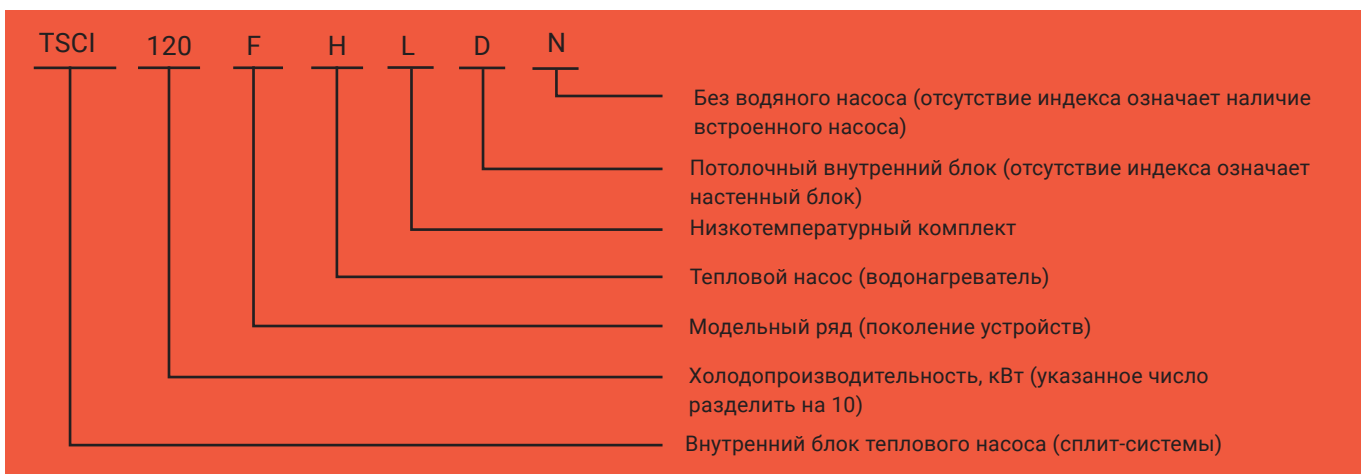 TSCI 120 F H L D N
Без водяного насоса (отсутствие индекса означает наличие
встроенного насоса)
Потолочный внутренний блок (отсутствие индекса означает
настенный блок)
Низкотемпературный комплект
Тепловой насос (водонагреватель)
Модельный ряд (поколение устройств)
Холодопроизводительность, кВт (указанное число
разделить на 10)
Внутренний блок теплового насоса (сплит-системы)